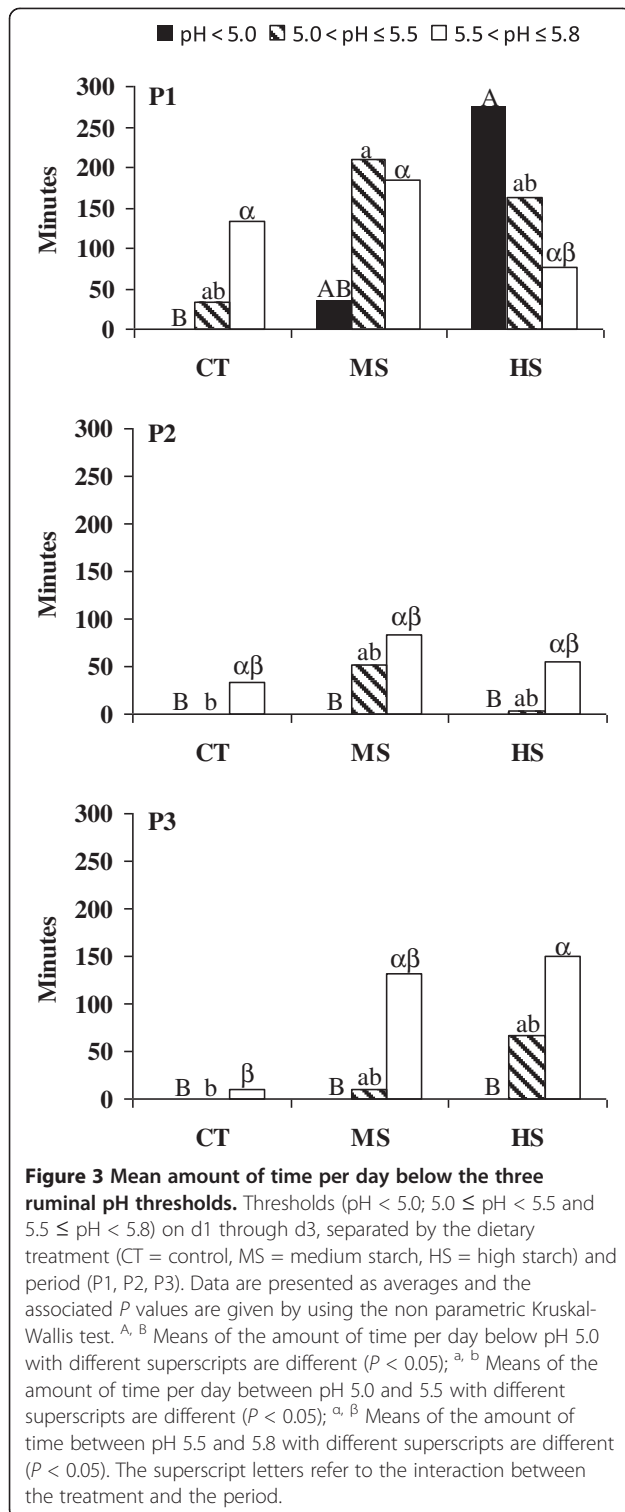 pH < 5.0 5.0 < pH ≤ 5.5 5.5 < pH ≤ 5.8
P1
Minutes
300
250
200
150
100
50
0
B ab α
AB a α
A ab αβ
CT MS HS
P2
Minutes
300
250
200
150
100
50
0
B b αβ
B ab αβ
B ab αβ
CT MS HS
P3
Minutes
300
250
200
150
100
50
0
B b β
B ab αβ
B ab α
CT MS HS
Figure 3 Mean amount of time per day below the three
ruminal pH thresholds. Thresholds (pH < 5.0; 5.0 ≤ pH < 5.5 and
5.5 ≤ pH < 5.8) on d1 through d3, separated by the dietary
treatment (CT = control, MS = medium starch, HS = high starch) and
period (P1, P2, P3). Data are presented as averages and the
associated P values are given by using the non parametric Kruskal-
Wallis test. A, B Means of the amount of time per day below pH 5.0
with different superscripts are different (P < 0.05); a, b Means of the
amount of time per day between pH 5.0 and 5.5 with different
superscripts are different (P < 0.05); α, β Means of the amount of
time between pH 5.5 and 5.8 with different superscripts are different
(P < 0.05). The superscript letters refer to the interaction between
the treatment and the period.